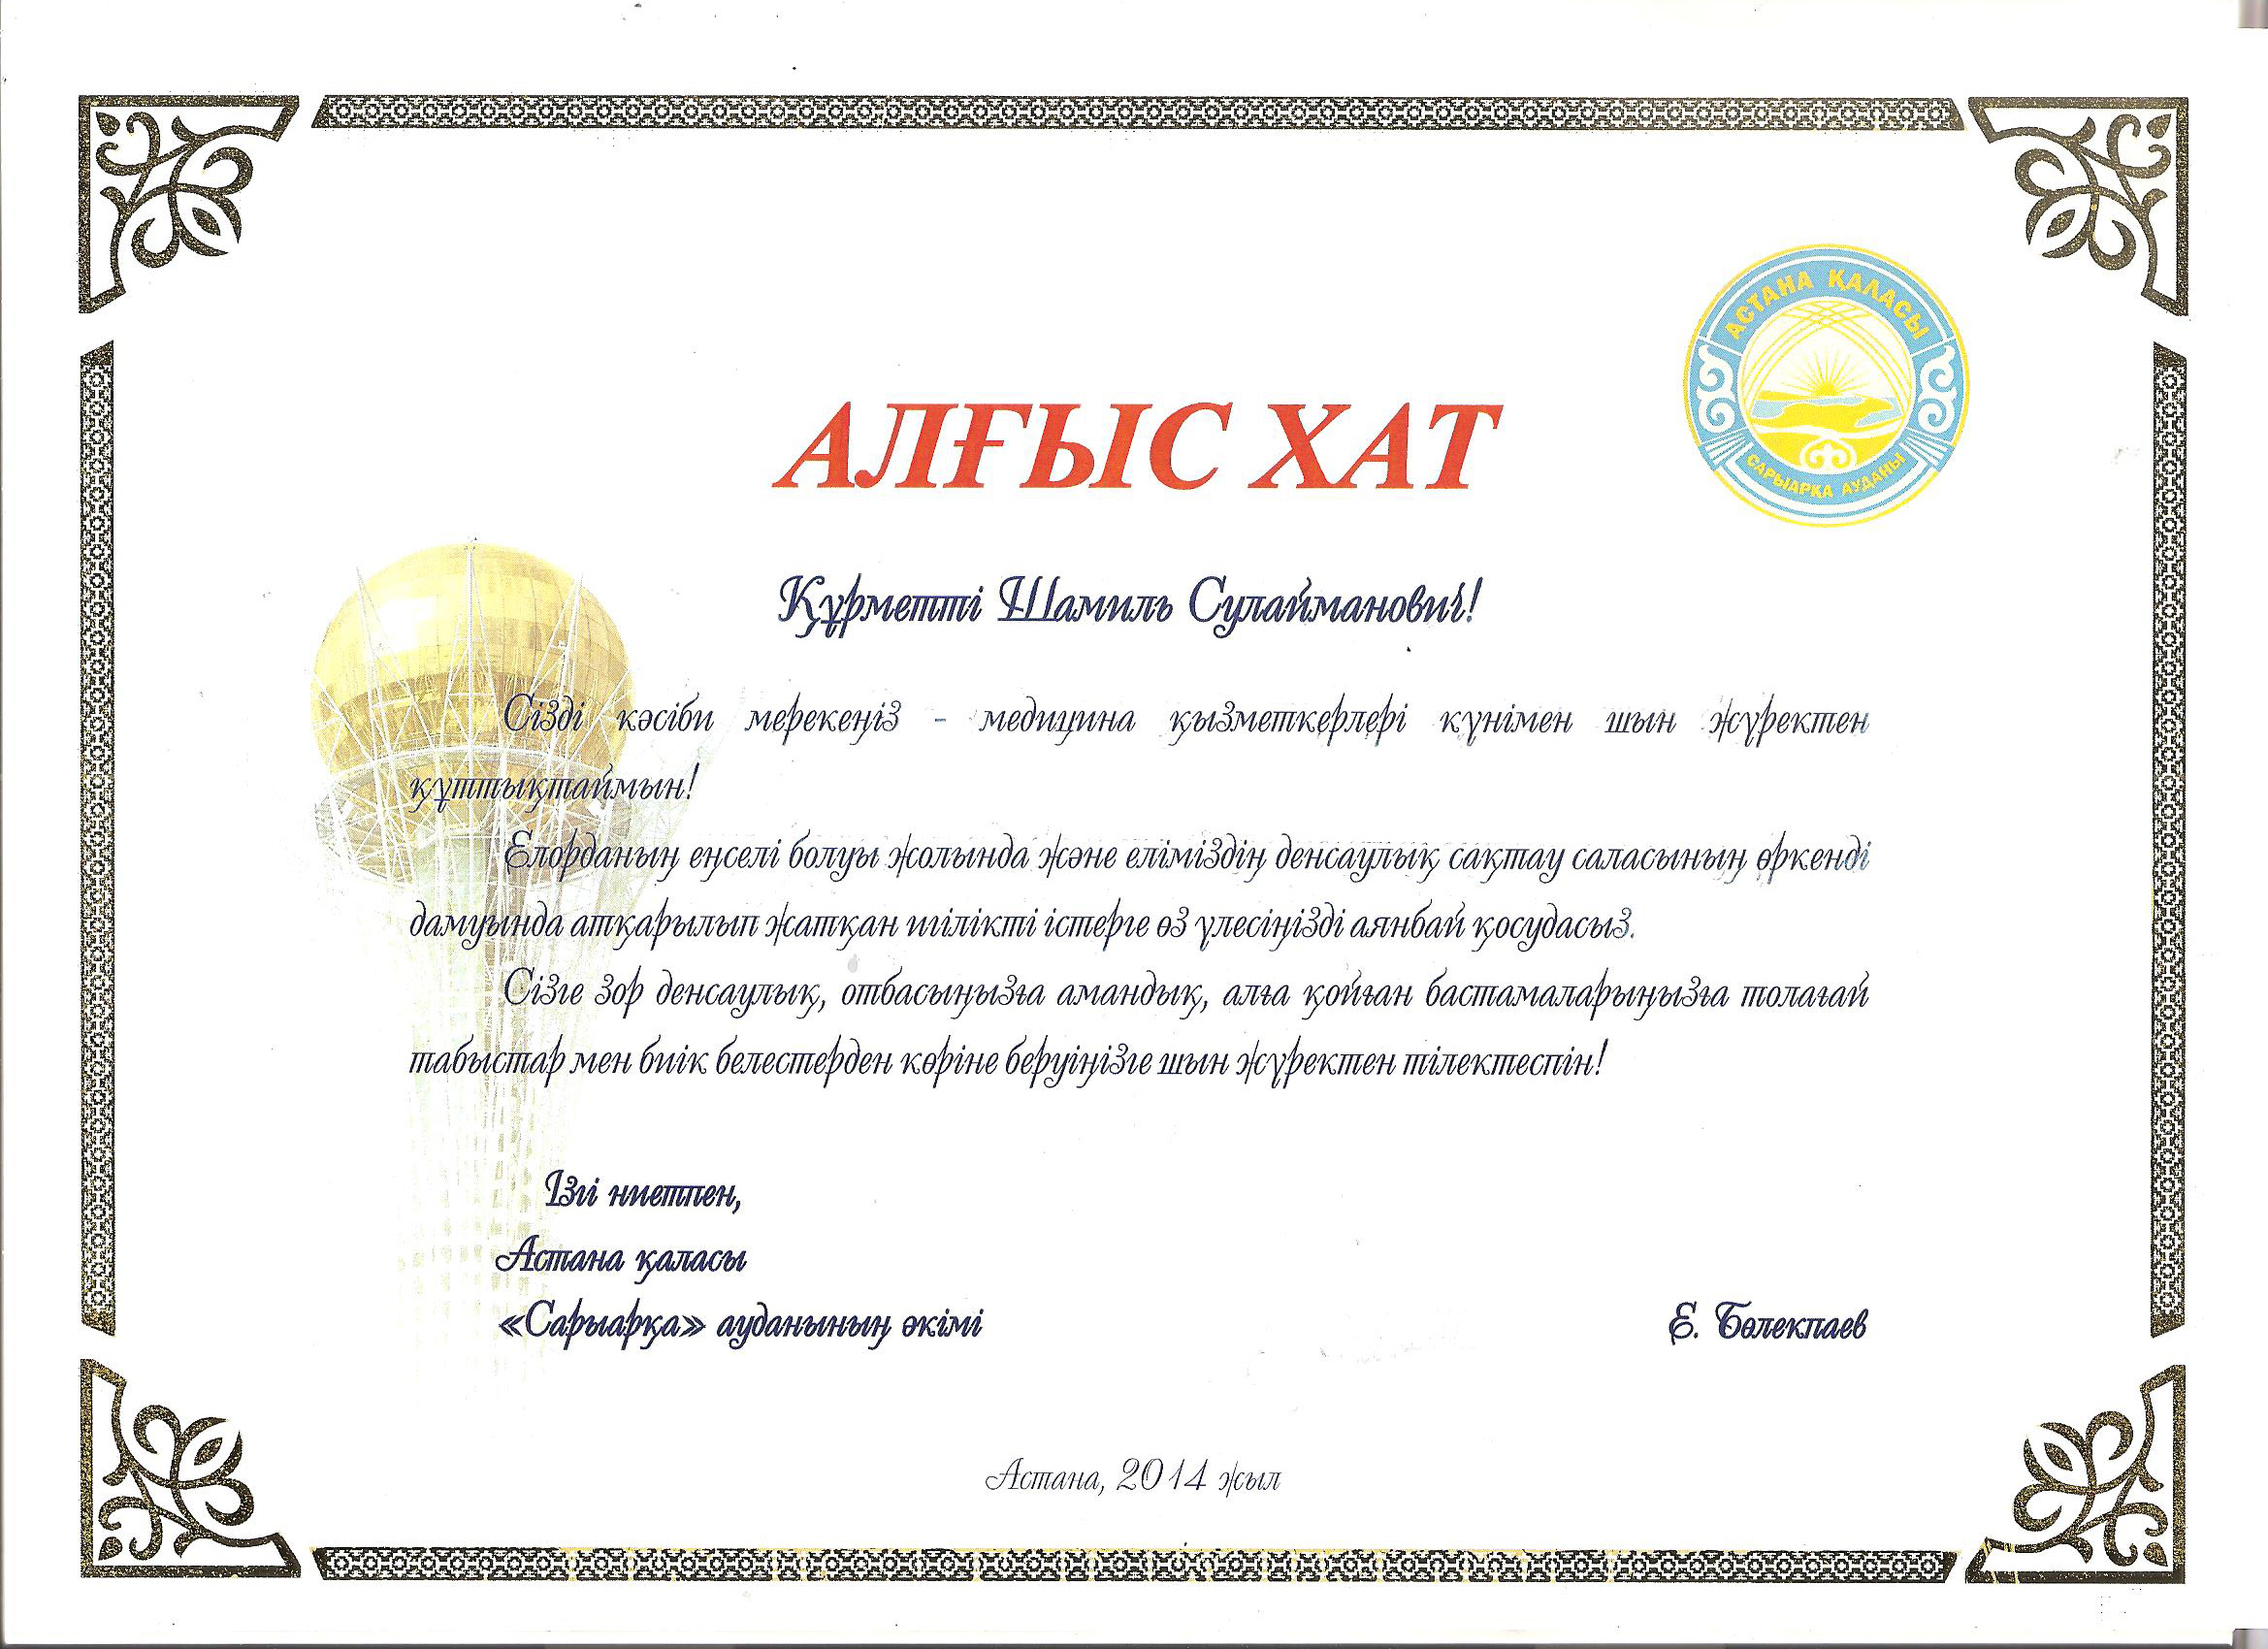 АСТАНА ҚАЛАСЫ
САРЫАРҚА АУДАНЫ
АЛҒЫС ХАТ
Құрметті Шамиль Сулайманович!
Сізді кәсіби мерекеңіз - медицина қызметкерлері күнімен шын жүректен
құттықтаймын!
Елорданың еңселі болуы жолында және еліміздің денсаулық сақтау саласының өркенді
дамуында атқарылып жатқан игілікті істерге өз үлесіңізді аянбай қосудасыз.
Сізге зор денсаулық, отбасыңызға амандық, алға қойған бастамаларыңызға толағай
табыстар мен биік белестерден көріне беруіңізге шын жүректен тілектеспін!
Ізгі ниетпен,
Астана қаласы
«Сарыарқа» ауданының әкімі Е. Бөлекпаев
Астана, 2014 жыл